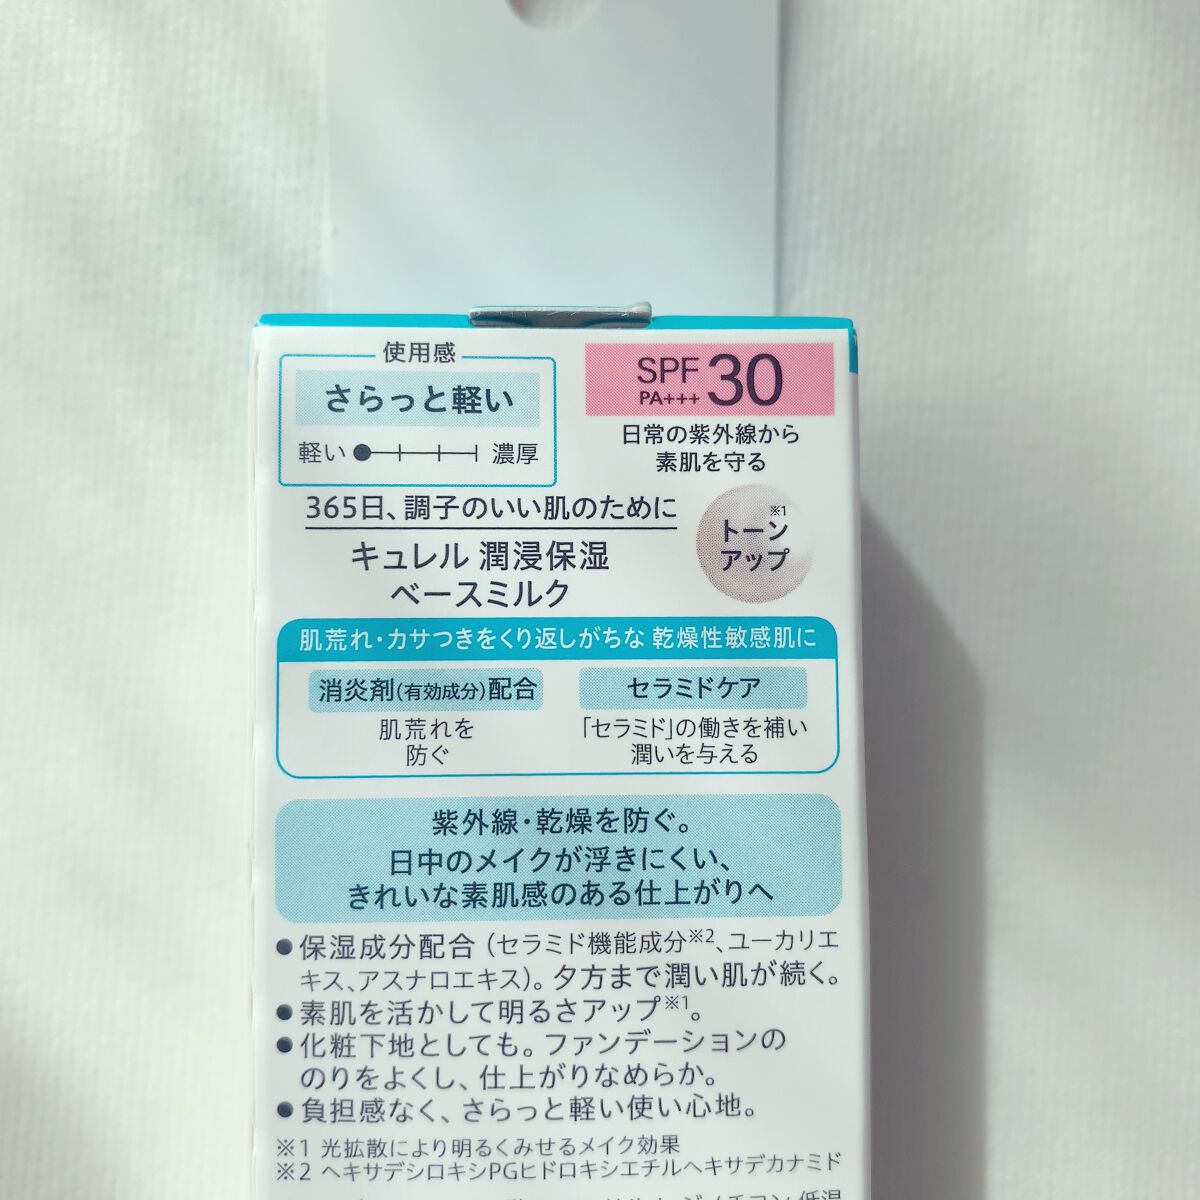 使用感
さらっと軽い
軽い 濃厚
SPF 30
PA+++
日常の紫外線から
素肌を守る
365日、調子のいい肌のために
キュレル 潤浸保湿
ベースミルク
トーン※1
アップ
肌荒れ・カサつきをくり返しがちな 乾燥性敏感肌に
消炎剤(有効成分)配合
肌荒れを
防ぐ
セラミドケア
「セラミド」の働きを補い
潤いを与える
紫外線・乾燥を防ぐ。
日中のメイクが浮きにくい、
きれいな素肌感のある仕上がりへ
●保湿成分配合（セラミド機能成分※2、ユーカリエ
キス、アスナロエキス）。夕方まで潤い肌が続く。
●素肌を活かして明るさアップ※1。
●化粧下地としても。ファンデーションの
のりをよくし、仕上がりなめらか。
●負担感なく、さらっと軽い使い心地。
※1 光拡散により明るくみせるメイク効果
※2 ヘキサデシロキシPGヒドロキシエチルヘキサデカナミド